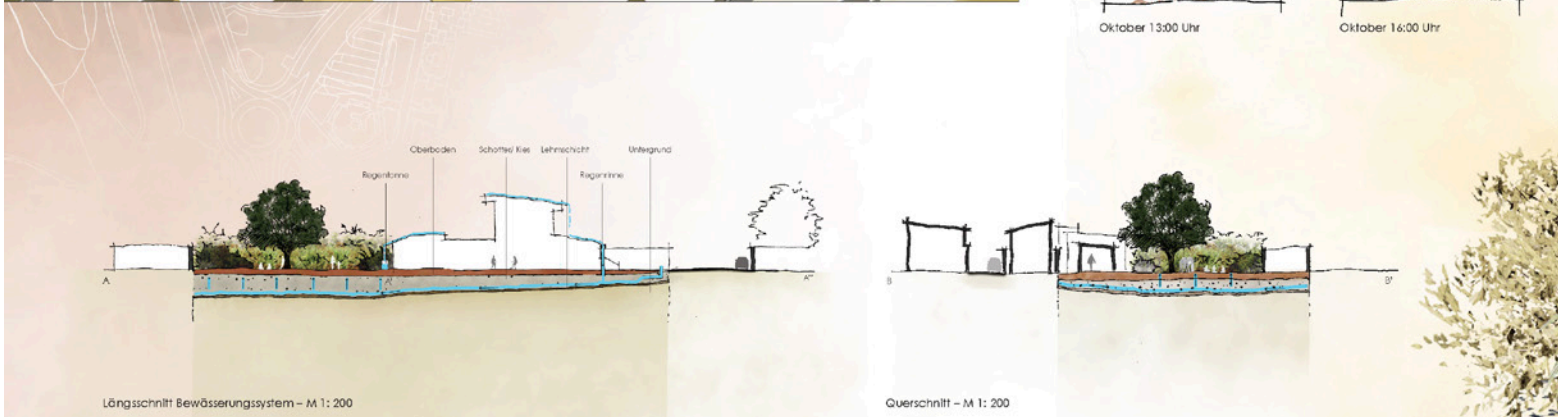 Oktober 13:00 Uhr
Oktober 16:00 Uhr
Oberboden
Schotter/ Kies
Lehmschicht
Untergrund
Regentonne
Regenrinne
A
A'
A''
B
B'
Längsschnitt Bewässerungssystem – M 1: 200
Querschnitt – M 1: 200